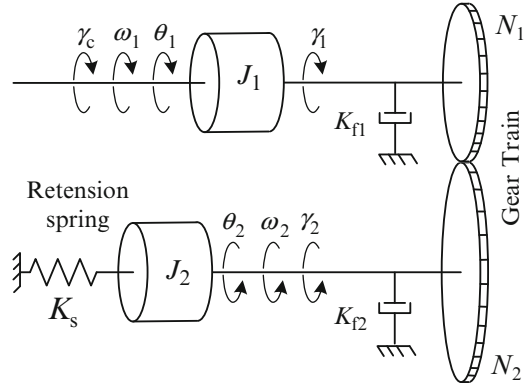 γc ω1 θ1 γ1 N1
J1
Kf1
Gear Train
Retension
spring
θ2 ω2 γ2
J2
Ks
Kf2
N2